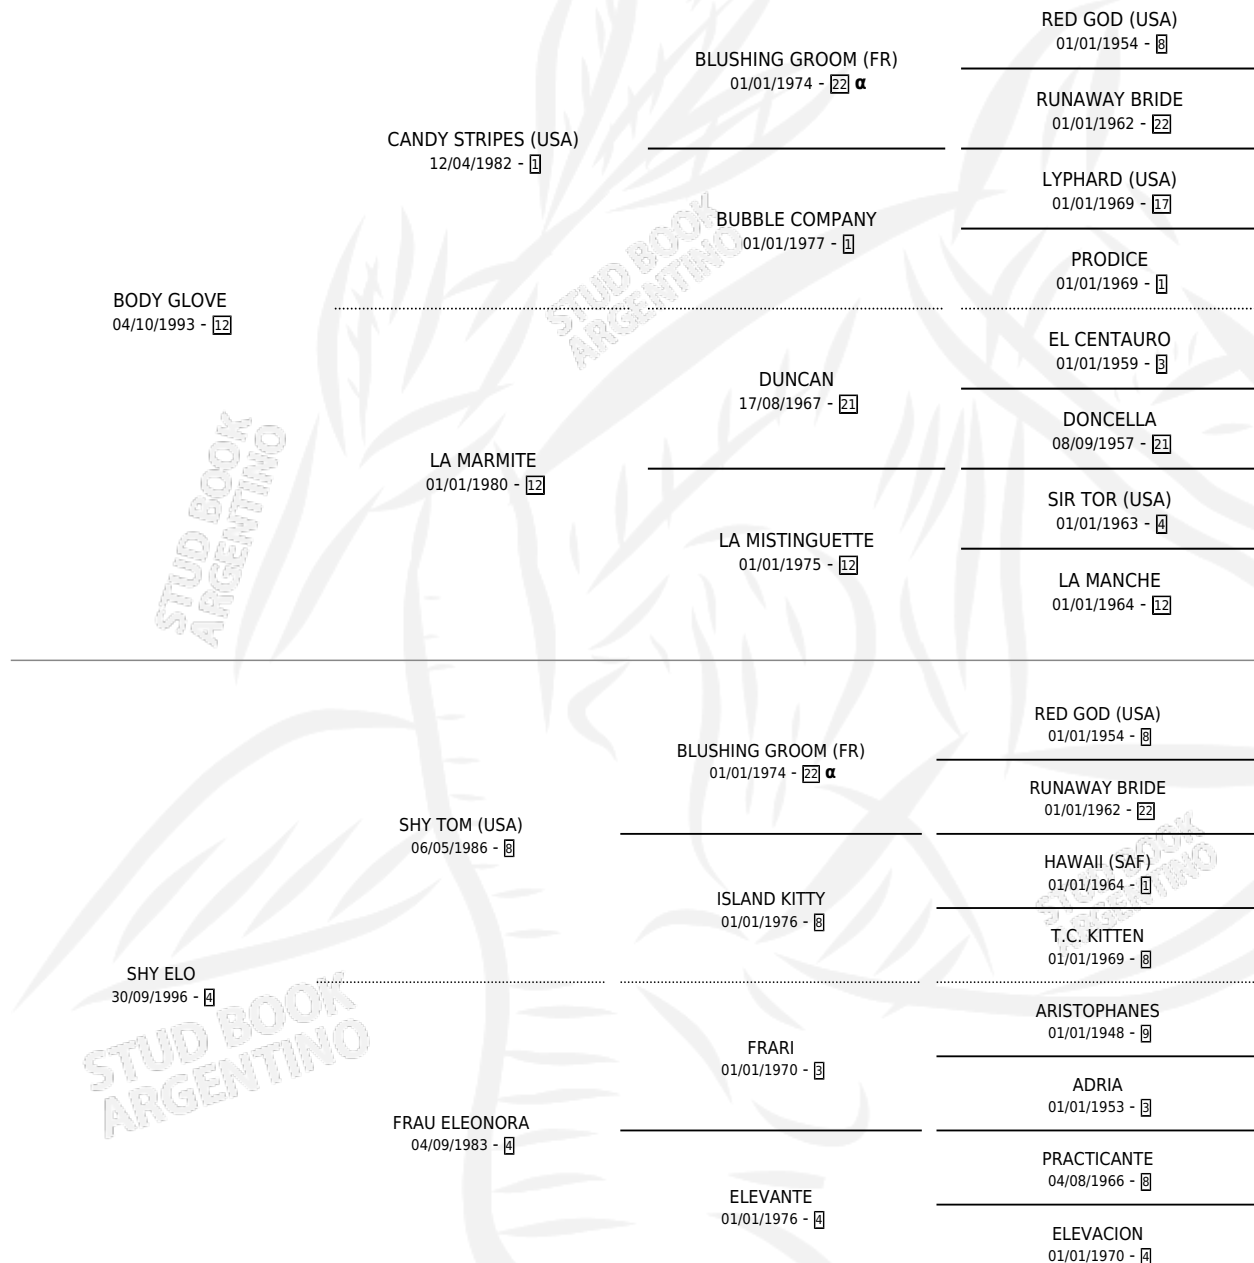 RED GOD (USA)
01/01/1954 - 8
BLUSHING GROOM (FR)
01/01/1974 - 22 α
RUNAWAY BRIDE
01/01/1962 - 22
CANDY STRIPES (USA)
12/04/1982 - 1
LYPHARD (USA)
01/01/1969 - 17
BUBBLE COMPANY
01/01/1977 - 1
PRODICE
01/01/1969 - 1
BODY GLOVE
04/10/1993 - 12
EL CENTAURO
01/01/1959 - 3
DUNCAN
17/08/1967 - 21
DONCELLA
08/09/1957 - 21
LA MARMITE
01/01/1980 - 12
SIR TOR (USA)
01/01/1963 - 4
LA MISTINGUETTE
01/01/1975 - 12
LA MANCHE
01/01/1964 - 12
STUD BOOK
ARGENTINO
STUD BOOK
ARGENTINO
RED GOD (USA)
01/01/1954 - 8
BLUSHING GROOM (FR)
01/01/1974 - 22 α
RUNAWAY BRIDE
01/01/1962 - 22
SHY TOM (USA)
06/05/1986 - 8
HAWAII (SAF)
01/01/1964 - 1
ISLAND KITTY
01/01/1976 - 8
T.C. KITTEN
01/01/1969 - 8
SHY ELO
30/09/1996 - 4
ARISTOPHANES
01/01/1948 - 9
FRARI
01/01/1970 - 3
ADRIA
01/01/1953 - 3
FRAU ELEONORA
04/09/1983 - 4
PRACTICANTE
04/08/1966 - 8
ELEVANTE
01/01/1976 - 4
ELEVACION
01/01/1970 - 4
STUD BOOK
ARGENTINO
STUD BOOK
ARGENTINO